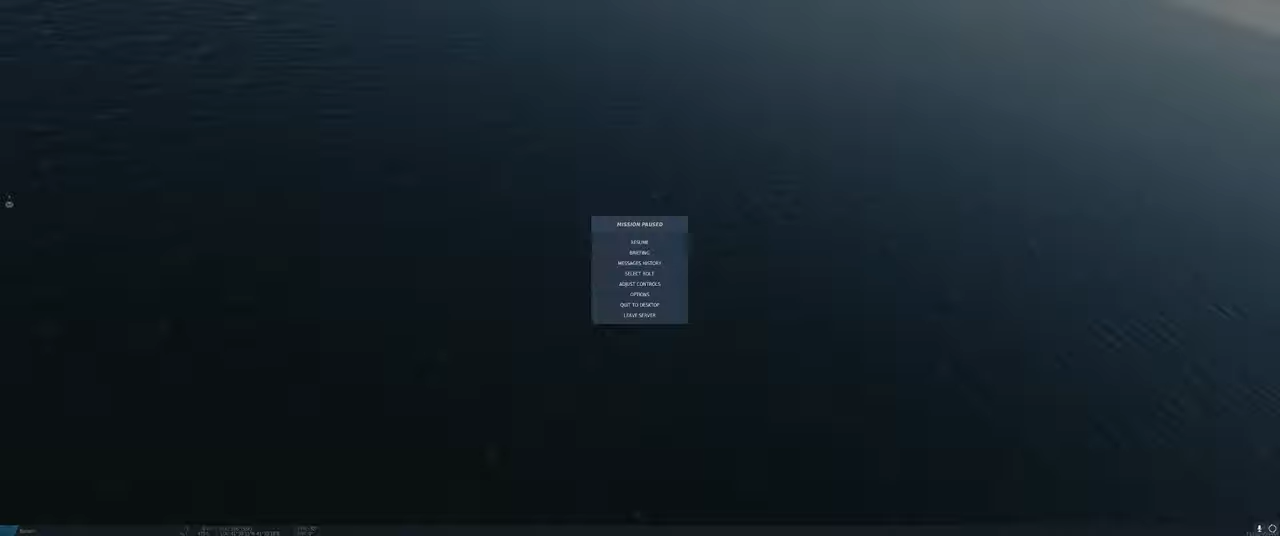 MISSION PAUSED
RESUME
BRIEFING
MESSAGES HISTORY
SELECT ROLE
ADJUST CONTROLS
OPTIONS
QUIT TO DESKTOP
LEAVE SERVER